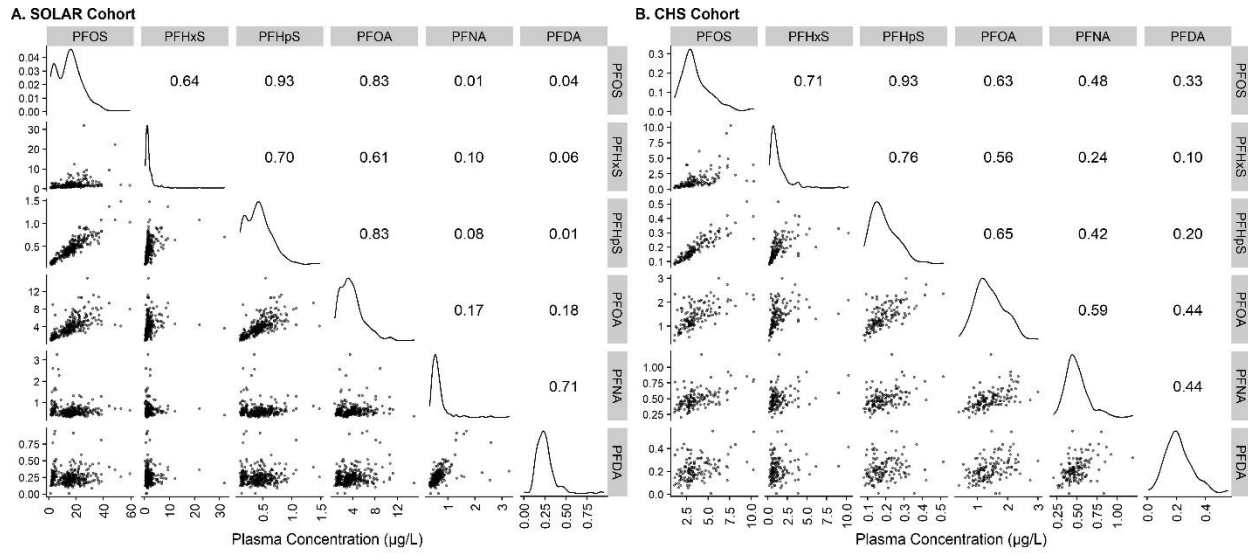 A. SOLAR Cohort
PFOS PFHxS PFHpS PFOA PFNA PFDA
0.04
0.03
0.02
0.01
0.00
0.64 0.93 0.83 0.01 0.04
PFOS
30
20
10
0
0.70 0.61 0.10 0.06
PFHxS
1.5
1.0
0.5
0.83 0.08 0.01
PFHpS
12
8
4
0.17 0.18
PFOA
3
2
1
0.71
PFNA
0.75
0.50
0.25
0.00
PFDA
0 20 40 60 0 10 20 30 0.5 1.0 1.5 4 8 12 1 2 3 0.00 0.25 0.50 0.75
Plasma Concentration (µg/L)
B. CHS Cohort
PFOS PFHxS PFHpS PFOA PFNA PFDA
0.3
0.2
0.1
0.0
0.71 0.93 0.63 0.48 0.33
PFOS
10.0
7.5
5.0
2.5
0.0
0.76 0.56 0.24 0.10
PFHxS
0.5
0.4
0.3
0.2
0.1
0.65 0.42 0.20
PFHpS
3
2
1
0.59 0.44
PFOA
1.00
0.75
0.50
0.25
0.44
PFNA
0.4
0.2
0.0
PFDA
2.5 5.0 7.5 10.0 0.0 2.5 5.0 7.5 10.0 0.1 0.2 0.3 0.4 0.5 1 2 3 0.25 0.50 0.75 1.00 0.0 0.2 0.4
Plasma Concentration (µg/L)